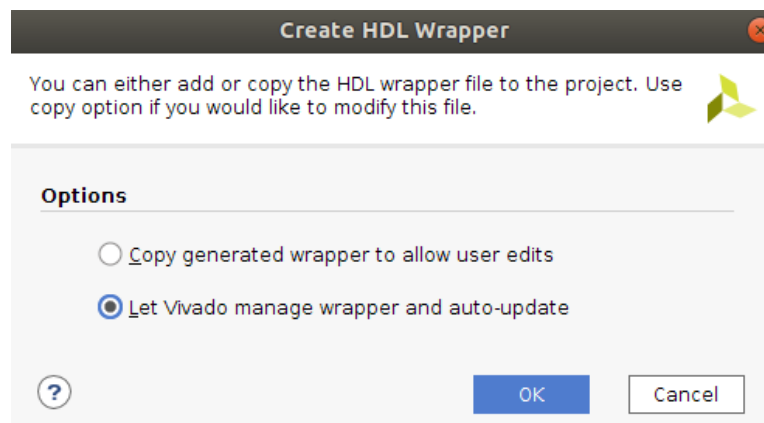 Create HDL Wrapper
You can either add or copy the HDL wrapper file to the project. Use
copy option if you would like to modify this file.
Options
Copy generated wrapper to allow user edits
Let Vivado manage wrapper and auto-update
?
OK
Cancel